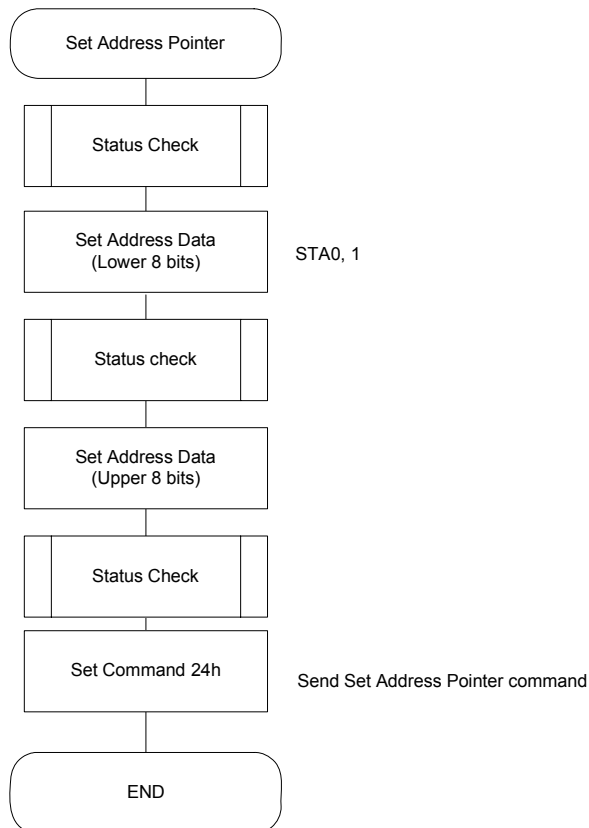 Set Address Pointer
Status Check
Set Address Data
(Lower 8 bits)
STA0, 1
Status check
Set Address Data
(Upper 8 bits)
Status Check
Set Command 24h
Send Set Address Pointer command
END